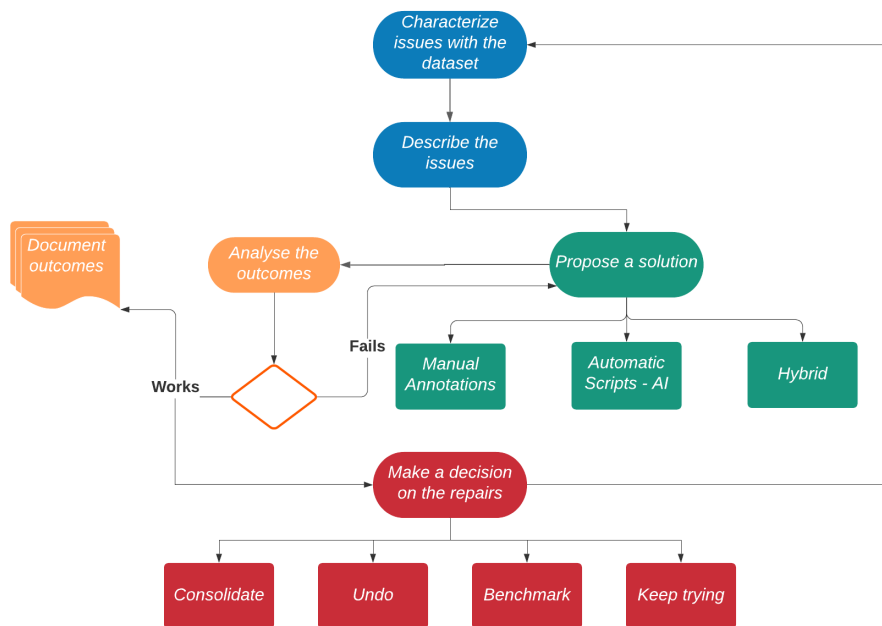 Characterize
issues with the
dataset
Describe the
issues
Document
outcomes
Analyse the
outcomes
Propose a solution
Fails
Works
Manual
Annotations
Automatic
Scripts - AI
Hybrid
Make a decision
on the repairs
Consolidate
Undo
Benchmark
Keep trying